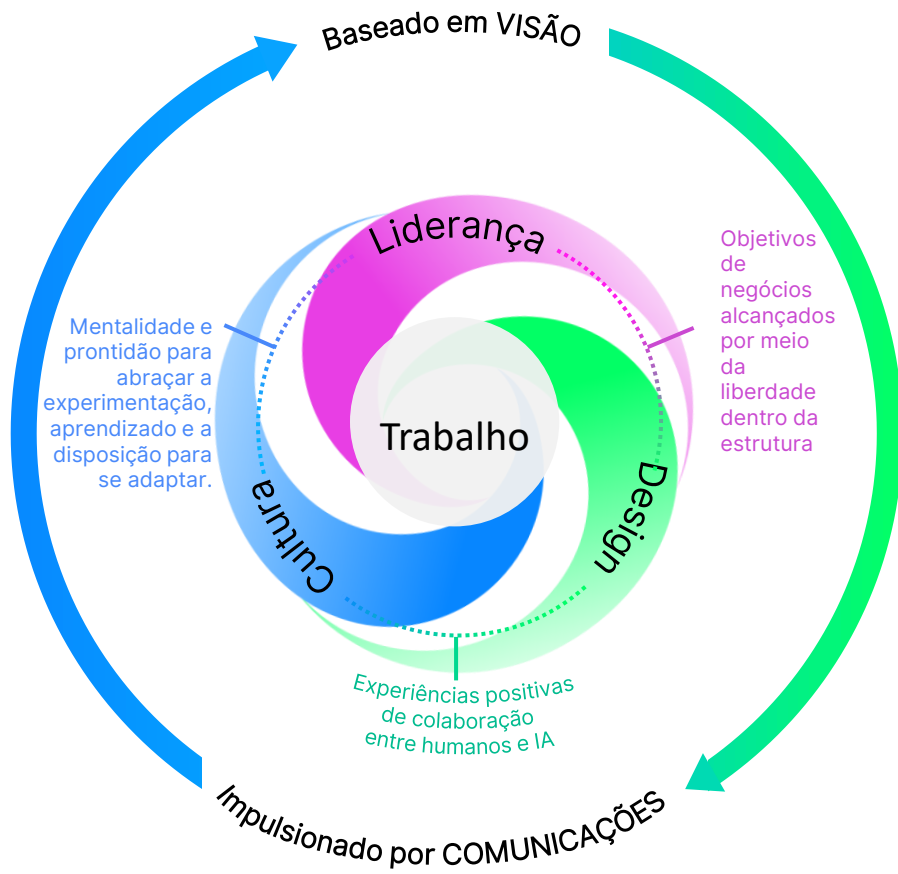 Baseado em VISÃO
Liderança
Objetivos
de
negócios
alcançados
por meio
da
liberdade
dentro da
estrutura
Mentalidade e
prontidão para
abraçar a
experimentação,
aprendizado e a
disposição para
se adaptar.
Trabalho
Design
Cultura
Experiências positivas
de colaboração
entre humanos e IA
Impulsionado por COMUNICAÇÕES